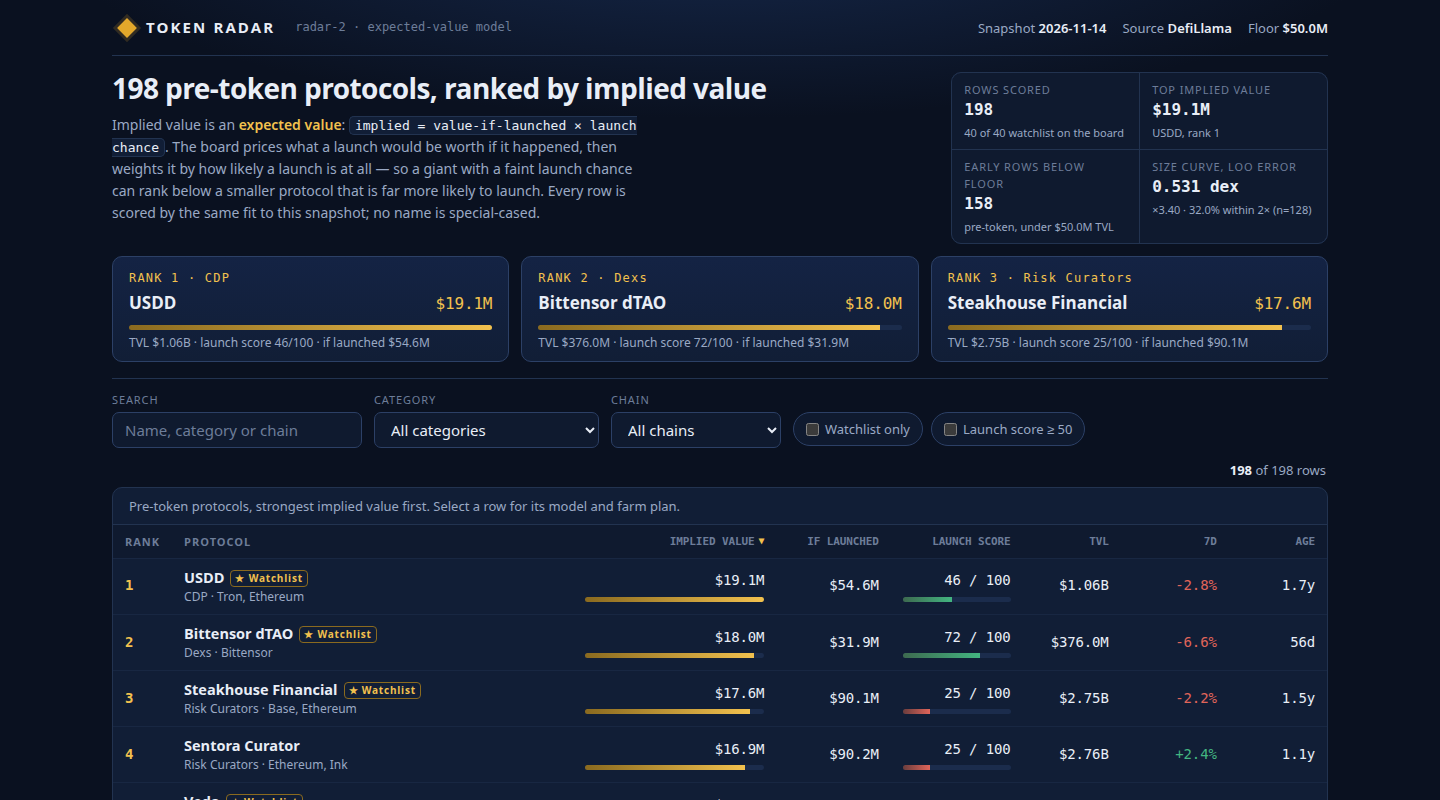 TOKEN RADAR radar-2 · expected-value model Snapshot 2026-11-14 Source DefiLlama Floor $50.0M
198 pre-token protocols, ranked by implied value
Implied value is an expected value: implied = value-if-launched × launch
chance. The board prices what a launch would be worth if it happened, then
weights it by how likely a launch is at all — so a giant with a faint launch chance
can rank below a smaller protocol that is far more likely to launch. Every row is
scored by the same fit to this snapshot; no name is special-cased.
ROWS SCORED
198
40 of 40 watchlist on the board
TOP IMPLIED VALUE
$19.1M
USDD, rank 1
EARLY ROWS BELOW
FLOOR
158
pre-token, under $50.0M TVL
SIZE CURVE, LOO ERROR
0.531 dex
×3.40 · 32.0% within 2× (n=128)
RANK 1 · CDP
USDD $19.1M
TVL $1.06B · launch score 46/100 · if launched $54.6M
RANK 2 · Dexs
Bittensor dTAO $18.0M
TVL $376.0M · launch score 72/100 · if launched $31.9M
RANK 3 · Risk Curators
Steakhouse Financial $17.6M
TVL $2.75B · launch score 25/100 · if launched $90.1M
SEARCH CATEGORY CHAIN
Name, category or chain All categories All chains Watchlist only Launch score ≥ 50
198 of 198 rows
Pre-token protocols, strongest implied value first. Select a row for its model and farm plan.
RANK PROTOCOL IMPLIED VALUE ▼ IF LAUNCHED LAUNCH SCORE TVL 7D AGE
1 USDD ★ Watchlist $19.1M $54.6M 46 / 100 $1.06B -2.8% 1.7y
CDP · Tron, Ethereum
2 Bittensor dTAO ★ Watchlist $18.0M $31.9M 72 / 100 $376.0M -6.6% 56d
Dexs · Bittensor
3 Steakhouse Financial ★ Watchlist $17.6M $90.1M 25 / 100 $2.75B -2.2% 1.5y
Risk Curators · Base, Ethereum
4 Sentora Curator $16.9M $90.2M 25 / 100 $2.76B +2.4% 1.1y
Risk Curators · Ethereum, Ink